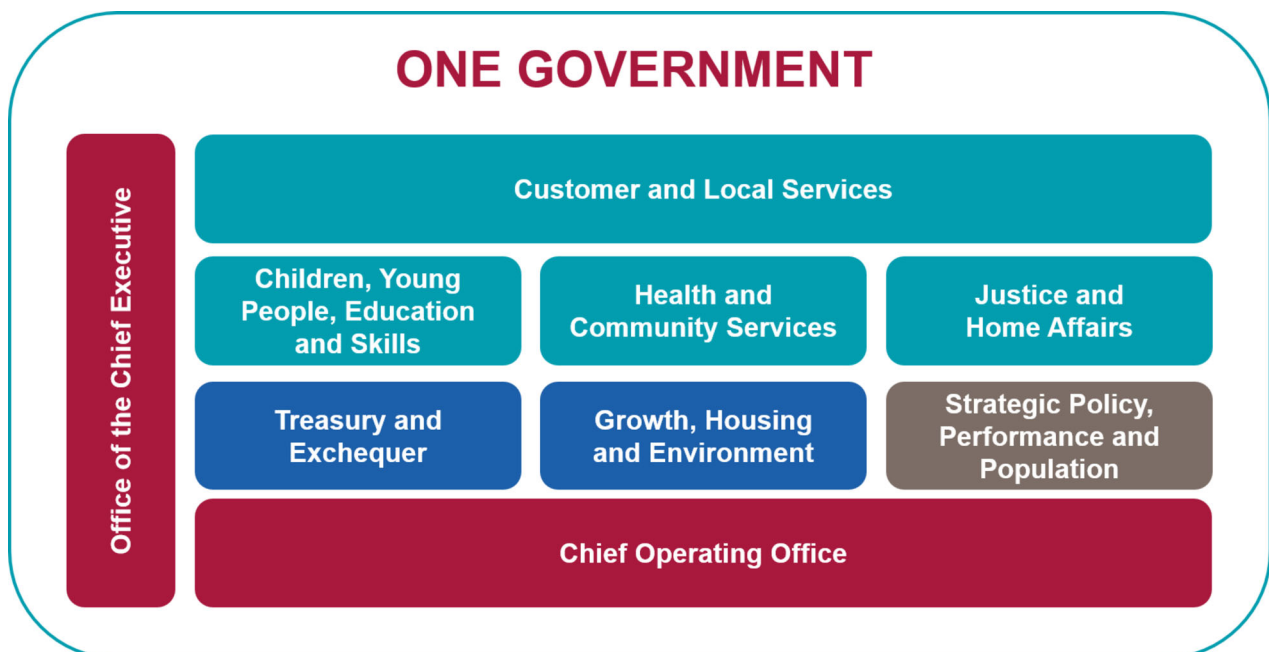 ONE GOVERNMENT
Office of the Chief Executive
Customer and Local Services
Children, Young
People, Education
and Skills
Health and
Community Services
Justice and
Home Affairs
Treasury and
Exchequer
Growth, Housing
and Environment
Strategic Policy,
Performance and
Population
Chief Operating Office